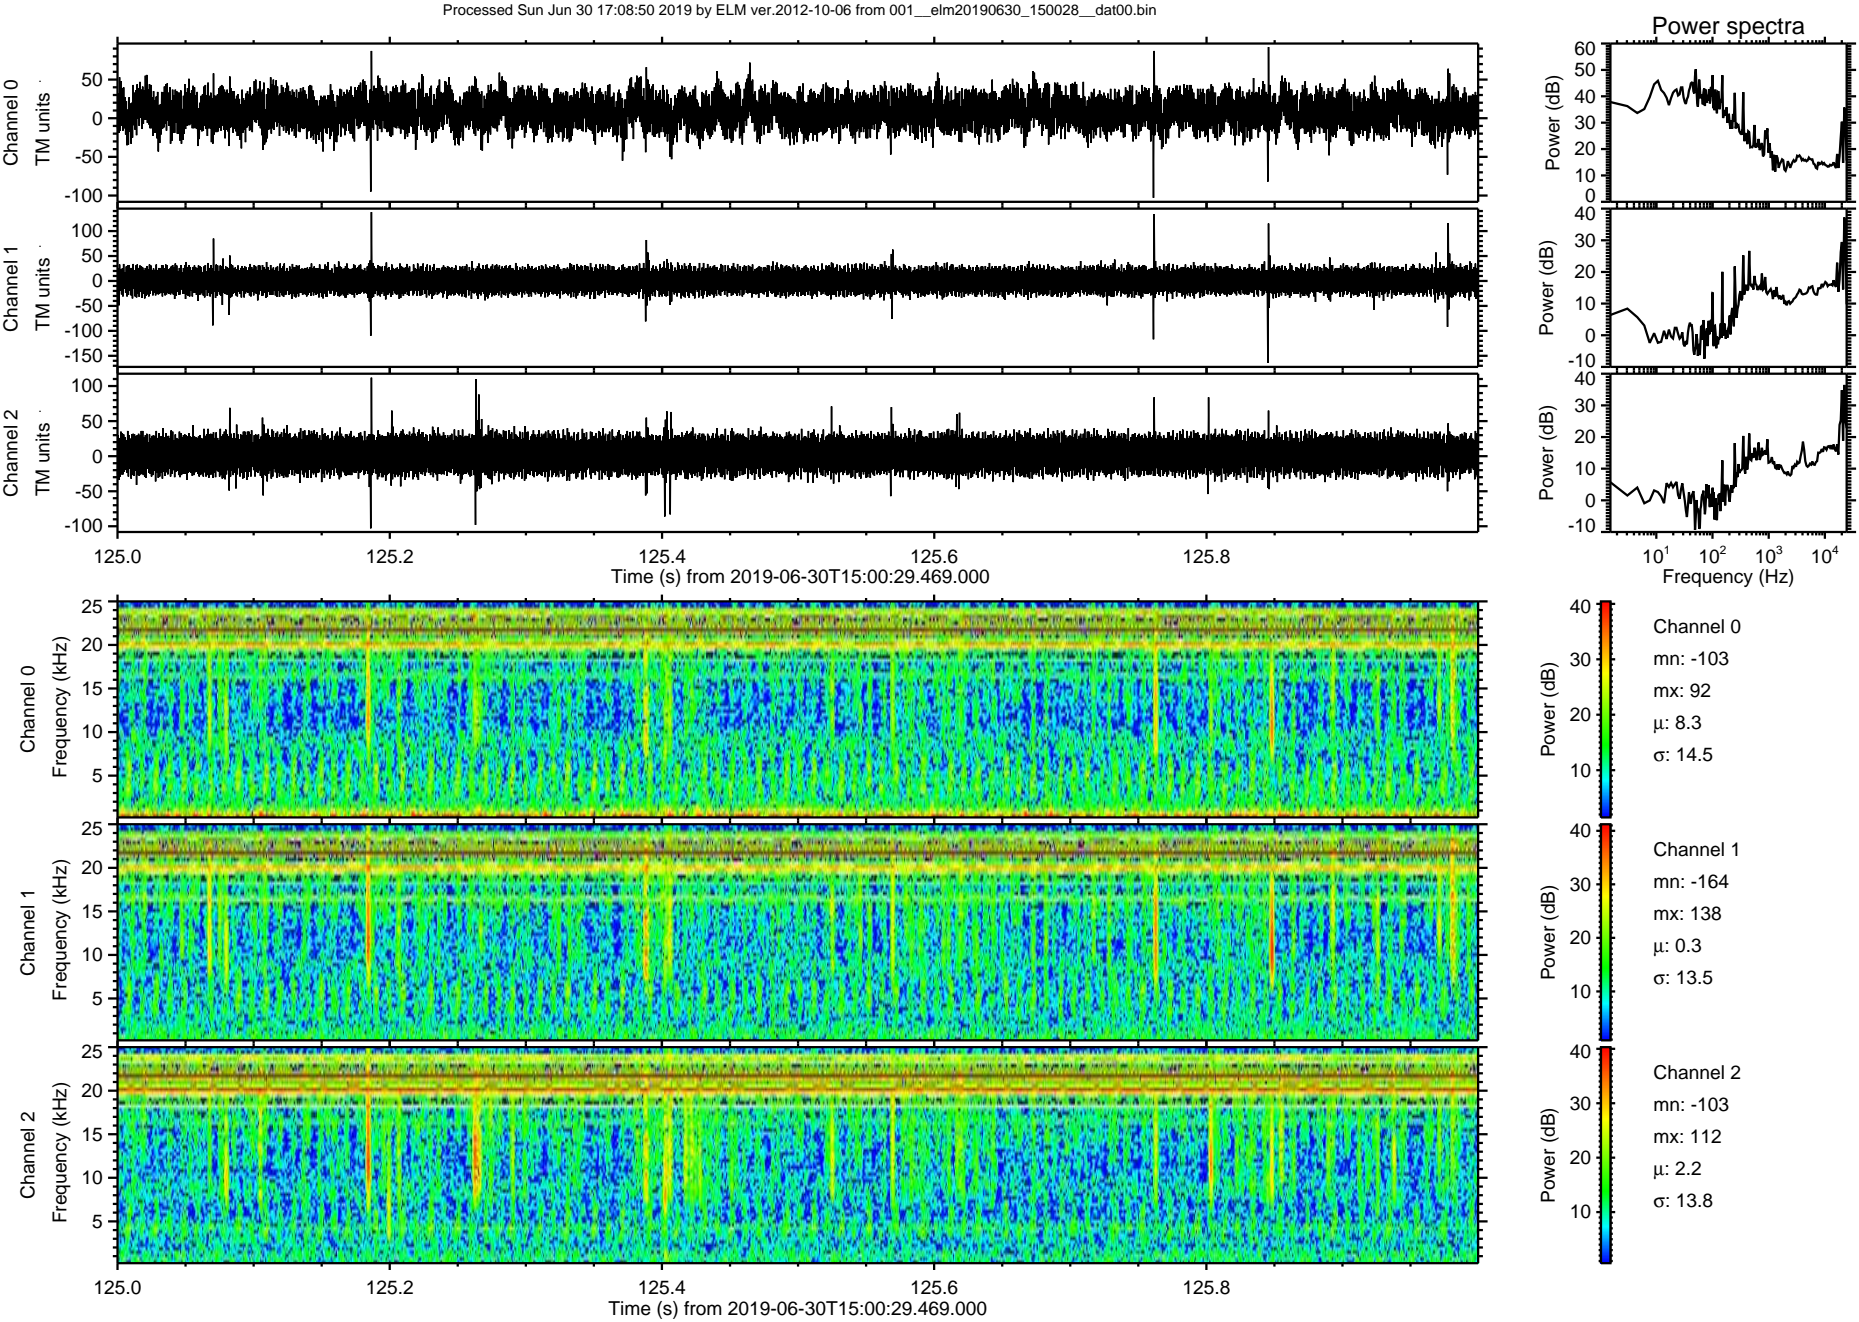 Processed Sun Jun 30 17:08:50 2019 by ELM ver.2012-10-06 from 001__elm20190630_150028__dat00.bin
Power spectra
Channel 0
TM units
50
0
-50
-100
Power (dB)
60
50
40
30
20
10
0
Channel 1
TM units
100
50
0
-50
-100
-150
Power (dB)
40
30
20
10
0
-10
Channel 2
TM units
100
50
0
-50
-100
Power (dB)
40
30
20
10
0
-10
125.0 125.2 125.4 125.6 125.8
Time (s) from 2019-06-30T15:00:29.469.000
10^1 10^2 10^3 10^4
Frequency (Hz)
Channel 0
Frequency (kHz)
25
20
15
10
5
Power (dB)
40
30
20
10
Channel 0
mn: -103
mx: 92
μ: 8.3
σ: 14.5
Channel 1
Frequency (kHz)
25
20
15
10
5
Power (dB)
40
30
20
10
Channel 1
mn: -164
mx: 138
μ: 0.3
σ: 13.5
Channel 2
Frequency (kHz)
25
20
15
10
5
Power (dB)
40
30
20
10
Channel 2
mn: -103
mx: 112
μ: 2.2
σ: 13.8
125.0 125.2 125.4 125.6 125.8
Time (s) from 2019-06-30T15:00:29.469.000